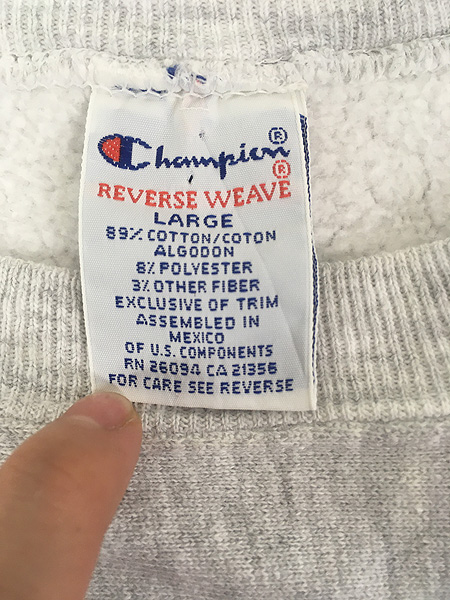 Champion®
REVERSE WEAVE®
LARGE
89% COTTON/COTON
ALGODON
8% POLYESTER
3% OTHER FIBER
EXCLUSIVE OF TRIM
ASSEMBLED IN
MEXICO
OF U.S. COMPONENTS
RN 26094 CA 21356
FOR CARE SEE REVERSE